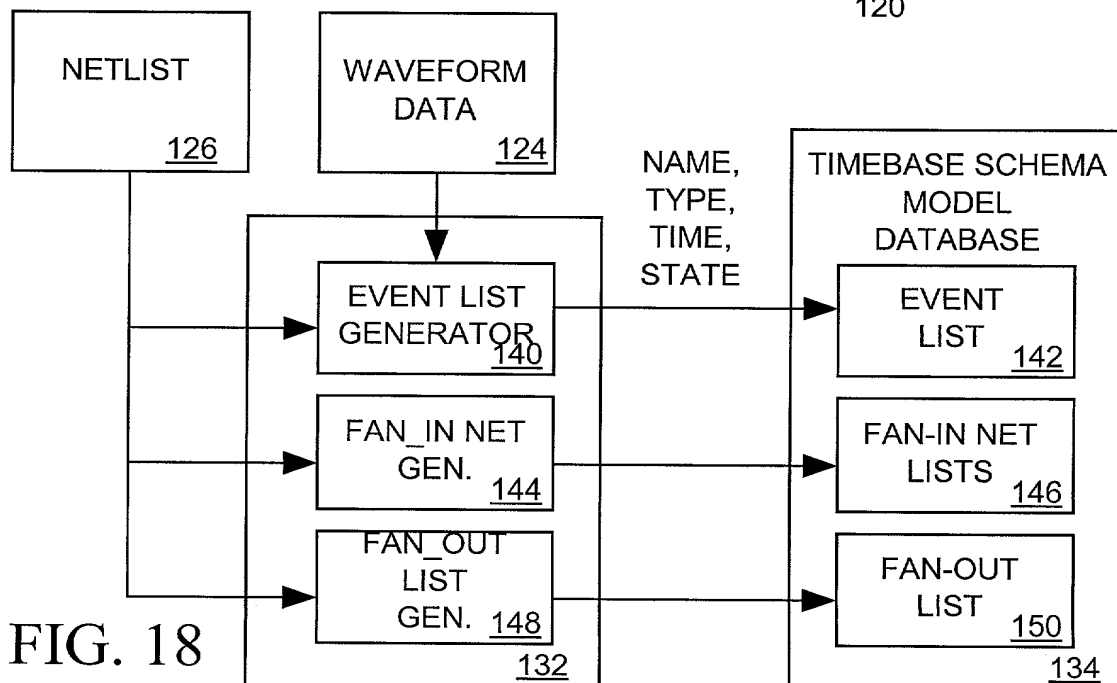 120
NETLIST
126
WAVEFORM
DATA
124
NAME,
TYPE,
TIME,
STATE
TIMEBASE SCHEMA
MODEL
DATABASE
EVENT LIST
GENERATOR
140
EVENT
LIST
142
FAN_IN NET
GEN.
144
FAN-IN NET
LISTS
146
FAN_OUT
LIST
GEN.
148
FAN-OUT
LIST
150
132
134
FIG. 18